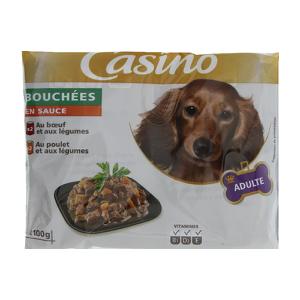 Casino
BOUCHÉES
EN SAUCE
Au bœuf
et aux légumes
Au poulet
et aux légumes
ADULTE
VITAMINES
100g